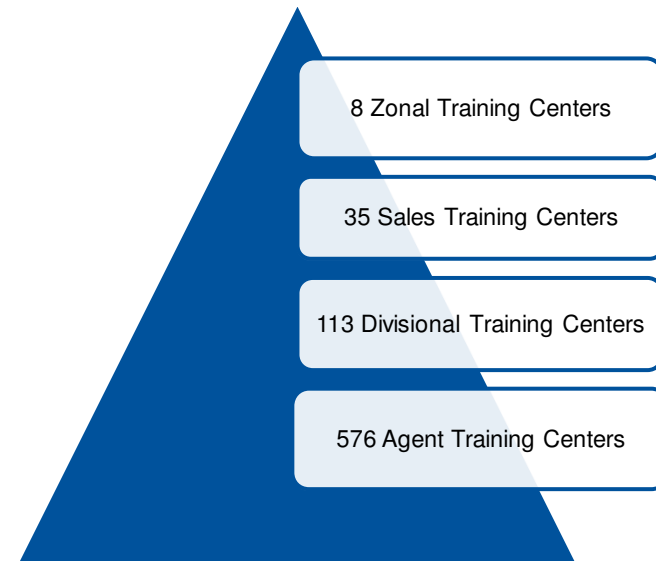 8 Zonal Training Centers
35 Sales Training Centers
113 Divisional Training Centers
576 Agent Training Centers